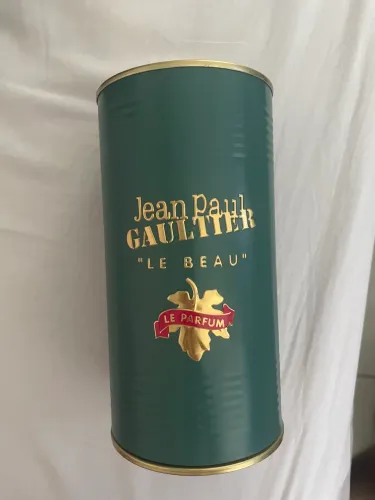 Jean Paul
GAULTIER
"LE BEAU"
LE PARFUM